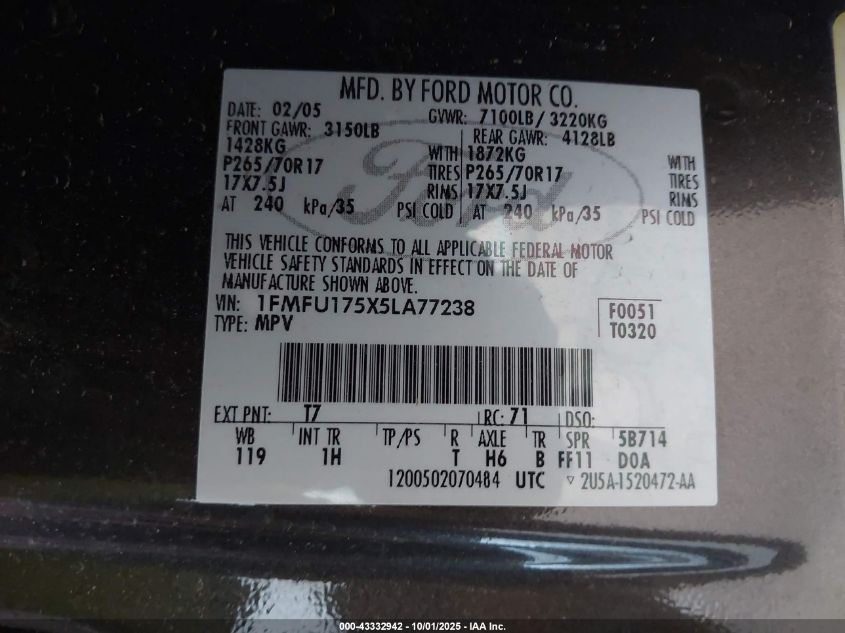 MFD. BY FORD MOTOR CO.
DATE: 02/05 GVWR: 7100LB/ 3220KG
FRONT GAWR: 3150LB REAR GAWR: 4128LB
1428KG WITH 1872KG WITH
P265/70R17 TIRES P265/70R17 TIRES
17X7.5J RIMS 17X7.5J RIMS
AT 240 kPa/35 PSI COLD AT 240 kPa/35 PSI COLD
Ford
THIS VEHICLE CONFORMS TO ALL APPLICABLE FEDERAL MOTOR
VEHICLE SAFETY STANDARDS IN EFFECT ON THE DATE OF
MANUFACTURE SHOWN ABOVE.
VIN: 1FMFU175X5LA77238 F0051
TYPE: MPV T0320
EXT PNT: T7 RC: 71 DSO:
WB INT TR TP/PS R AXLE TR SPR 5B714
119 1H T H6 B FF11 D0A
1200502070484 UTC ▽ 2U5A-1520472-AA
000-43332942 - 10/01/2025 - IAA Inc.